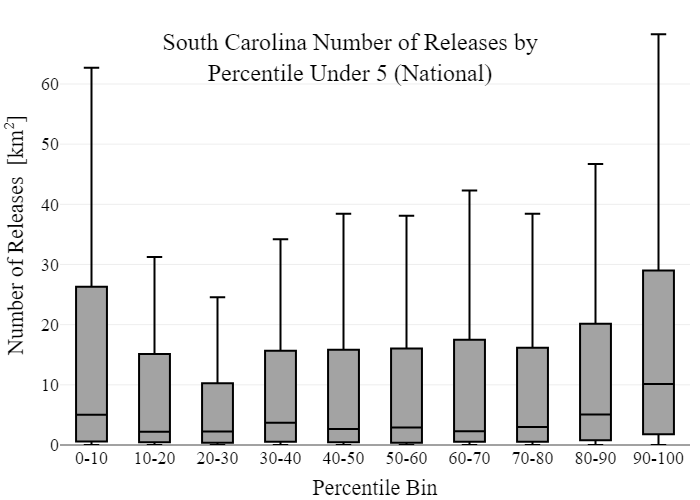 South Carolina Number of Releases by
Percentile Under 5 (National)
Number of Releases [km²]
60
50
40
30
20
10
0
0-10 10-20 20-30 30-40 40-50 50-60 60-70 70-80 80-90 90-100
Percentile Bin